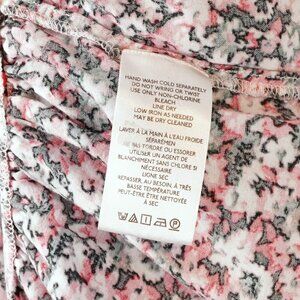 HAND WASH COLD SEPARATELY
DO NOT WRING OR TWIST
USE ONLY NON-CHLORINE
BLEACH
LINE DRY
LOW IRON AS NEEDED
MAY BE DRY CLEANED
LAVER À LA MAIN À L'EAU FROIDE
SÉPARÉMENT
NE PAS TORDRE OU ESSORER
UTILISER UN AGENT DE
BLANCHIMENT SANS CHLORE SI
NÉCESSAIRE
LIGNE SÉC
REPASSER, AU BESOIN, À TRÈS
BASSE TEMPÉRATURE
PEUT-ÊTRE ÊTRE NETTOYÉ
À SEC